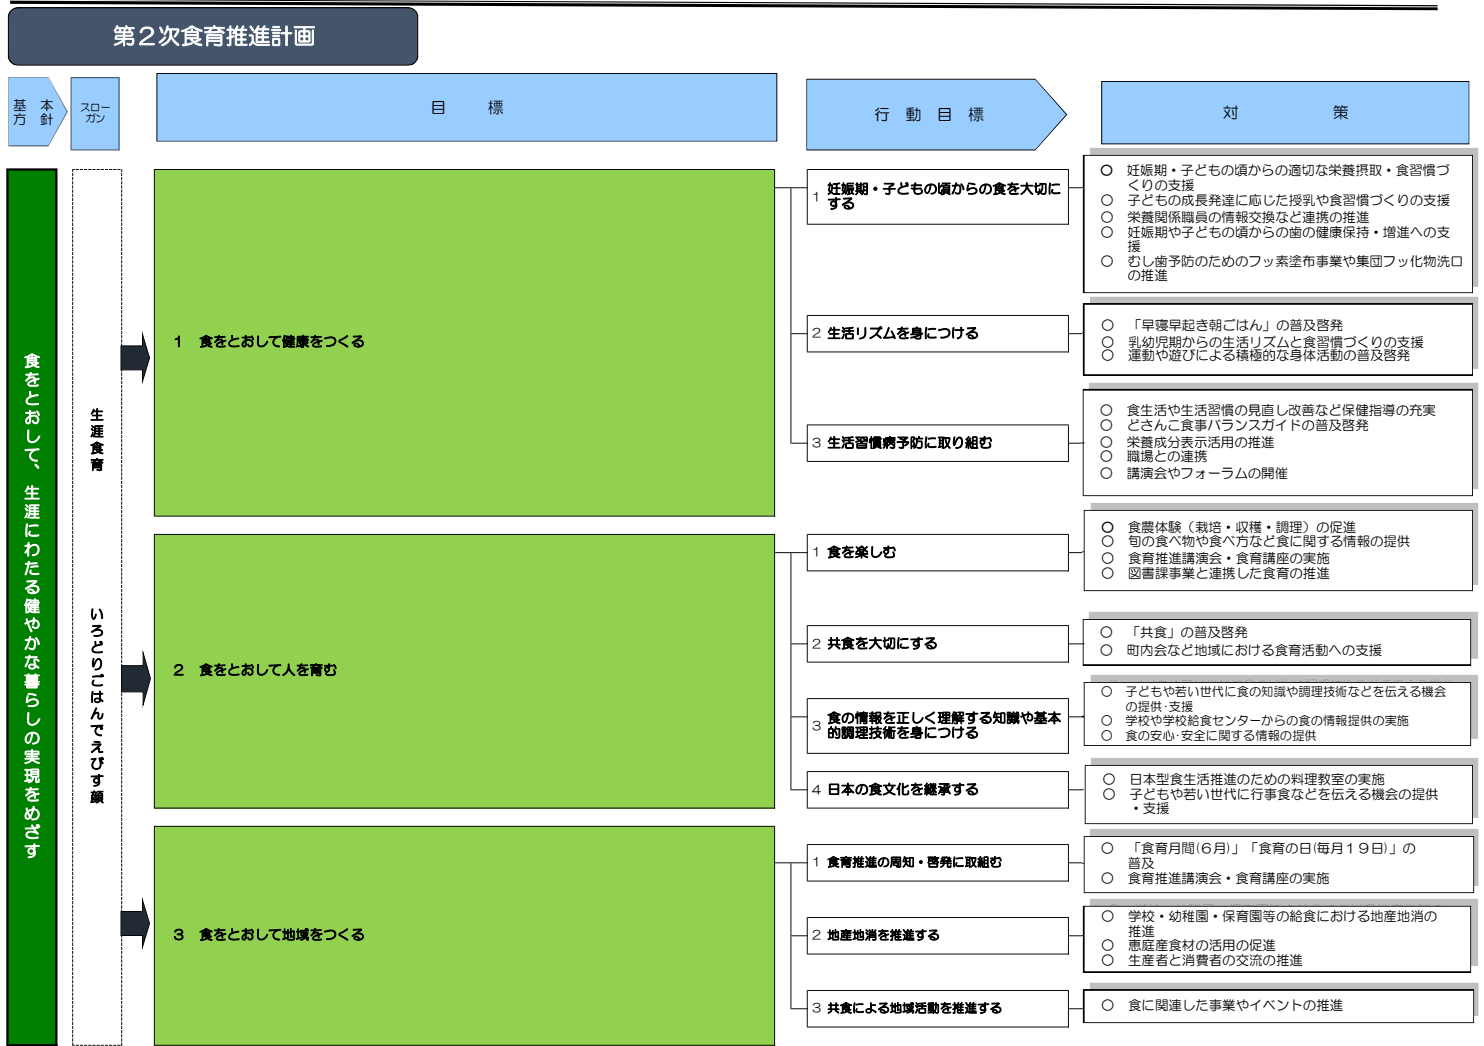 第２次食育推進計画
基 本
方 針
スロー
ガン
目 標
行 動 目 標
対 策
食をとおして、生涯にわたる健やかな暮らしの実現をめざす
生涯食育 いろどりごはんでえびす顔
１ 食をとおして健康をつくる
1 妊娠期・子どもの頃からの食を大切に
する
○ 妊娠期・子どもの頃からの適切な栄養摂取・食習慣づ
くりの支援
○ 子どもの成長発達に応じた授乳や食習慣づくりの支援
○ 栄養関係職員の情報交換など連携の推進
○ 妊娠期や子どもの頃からの歯の健康保持・増進への支
援
○ むし歯予防のためのフッ素塗布事業や集団フッ化物洗口
の推進
2 生活リズムを身につける
○ 「早寝早起き朝ごはん」の普及啓発
○ 乳幼児期からの生活リズムと食習慣づくりの支援
○ 運動や遊びによる積極的な身体活動の普及啓発
3 生活習慣病予防に取り組む
○ 食生活や生活習慣の見直し改善など保健指導の充実
○ どさんこ食事バランスガイドの普及啓発
○ 栄養成分表示活用の推進
○ 職場との連携
○ 講演会やフォーラムの開催
２ 食をとおして人を育む
1 食を楽しむ
○ 食農体験（栽培・収穫・調理）の促進
○ 旬の食べ物や食べ方など食に関する情報の提供
○ 食育推進講演会・食育講座の実施
○ 図書課事業と連携した食育の推進
2 共食を大切にする
○ 「共食」の普及啓発
○ 町内会など地域における食育活動への支援
3 食の情報を正しく理解する知識や基本
的調理技術を身につける
○ 子どもや若い世代に食の知識や調理技術などを伝える機会
の提供･支援
○ 学校や学校給食センターからの食の情報提供の実施
○ 食の安心･安全に関する情報の提供
4 日本の食文化を継承する
○ 日本型食生活推進のための料理教室の実施
○ 子どもや若い世代に行事食などを伝える機会の提供
・支援
３ 食をとおして地域をつくる
1 食育推進の周知・啓発に取組む
○ 「食育月間(６月)」「食育の日(毎月１９日)」の
普及
○ 食育推進講演会・食育講座の実施
2 地産地消を推進する
○ 学校・幼稚園・保育園等の給食における地産地消の
推進
○ 恵庭産食材の活用の促進
○ 生産者と消費者の交流の推進
3 共食による地域活動を推進する
○ 食に関連した事業やイベントの推進